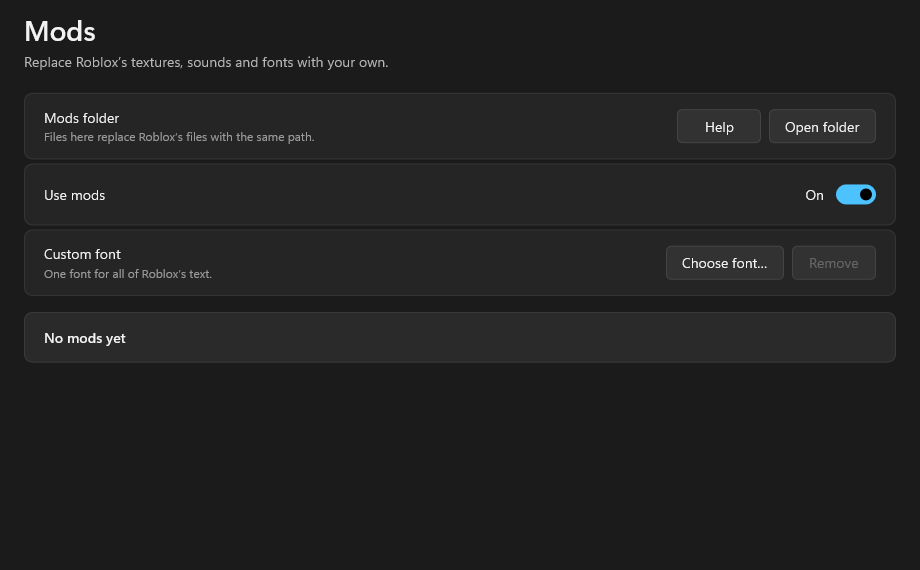 Mods
Replace Roblox's textures, sounds and fonts with your own.
Mods folder
Files here replace Roblox's files with the same path.
Help
Open folder
Use mods
On
Custom font
One font for all of Roblox's text.
Choose font...
Remove
No mods yet